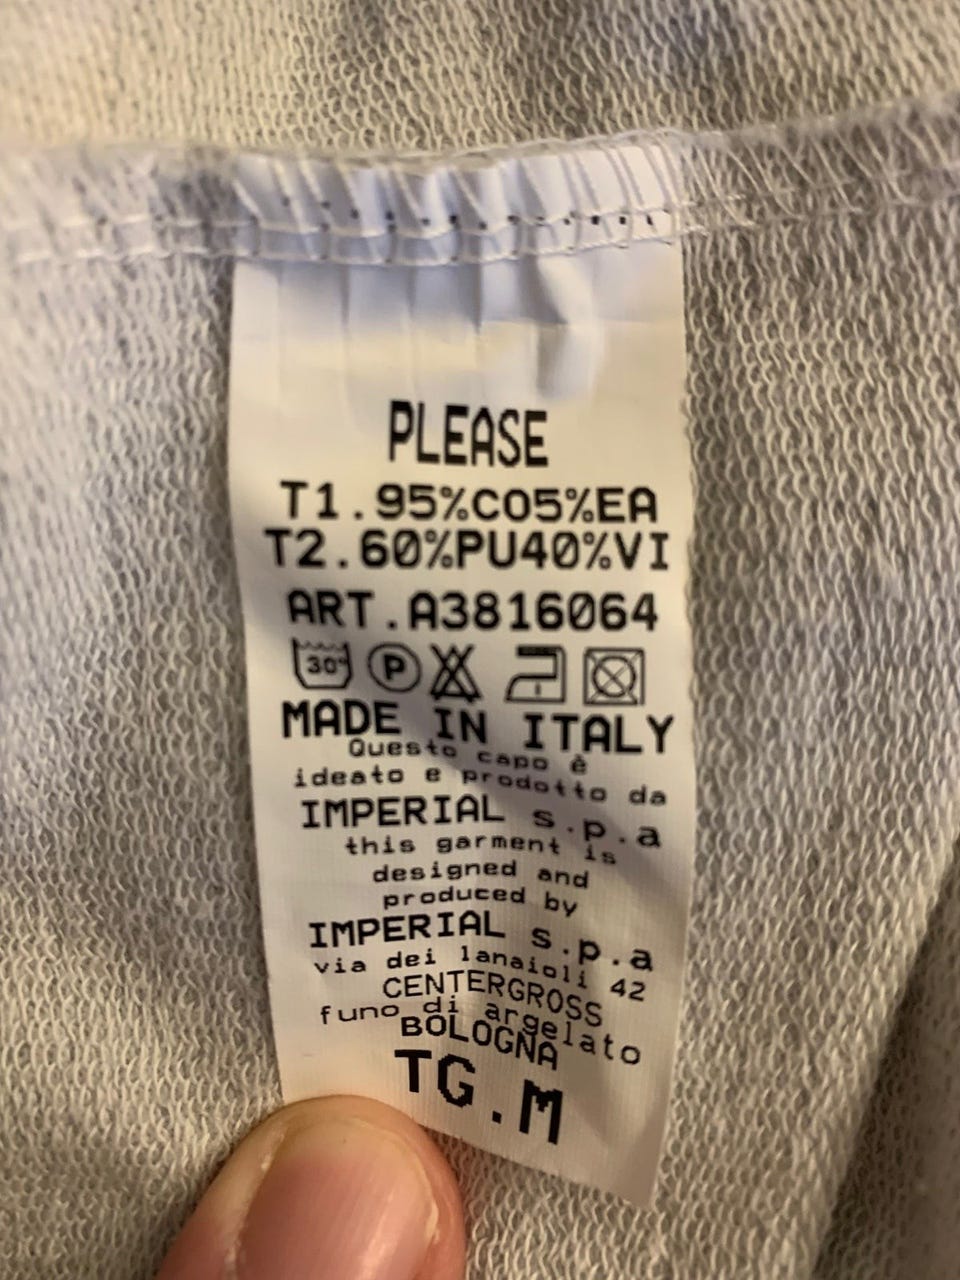 PLEASE
T1.95%CO5%EA
T2.60%PU40%VI
ART.A3816064
30° P
MADE IN ITALY
Questo capo è
ideato e prodotto da
IMPERIAL s.p.a
this garment is
designed and
produced by
IMPERIAL s.p.a
via dei lanaioli 42
CENTERGROSS
funo di argelato
BOLOGNA
TG.M